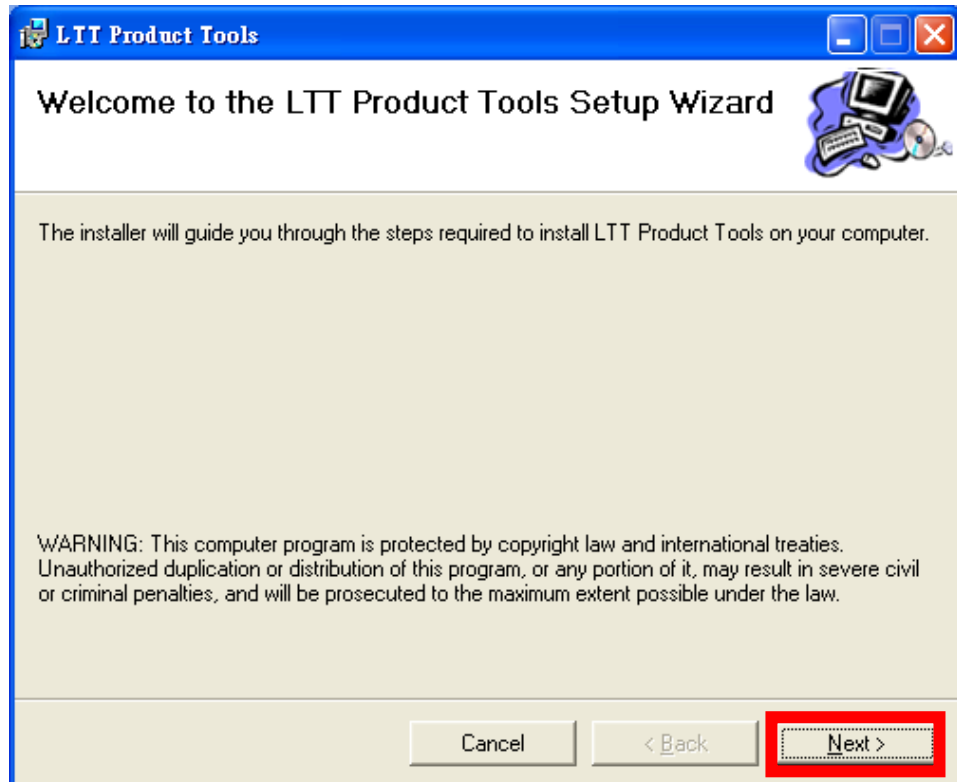 LTT Product Tools
Welcome to the LTT Product Tools Setup Wizard
The installer will guide you through the steps required to install LTT Product Tools on your computer.
WARNING: This computer program is protected by copyright law and international treaties.
Unauthorized duplication or distribution of this program, or any portion of it, may result in severe civil
or criminal penalties, and will be prosecuted to the maximum extent possible under the law.
Cancel < Back Next >